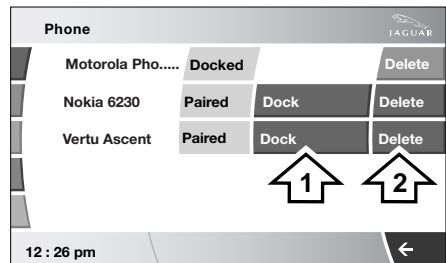 Phone
JAGUAR
Motorola Pho..... Docked Delete
Nokia 6230 Paired Dock Delete
Vertu Ascent Paired Dock Delete
1 2
12 : 26 pm